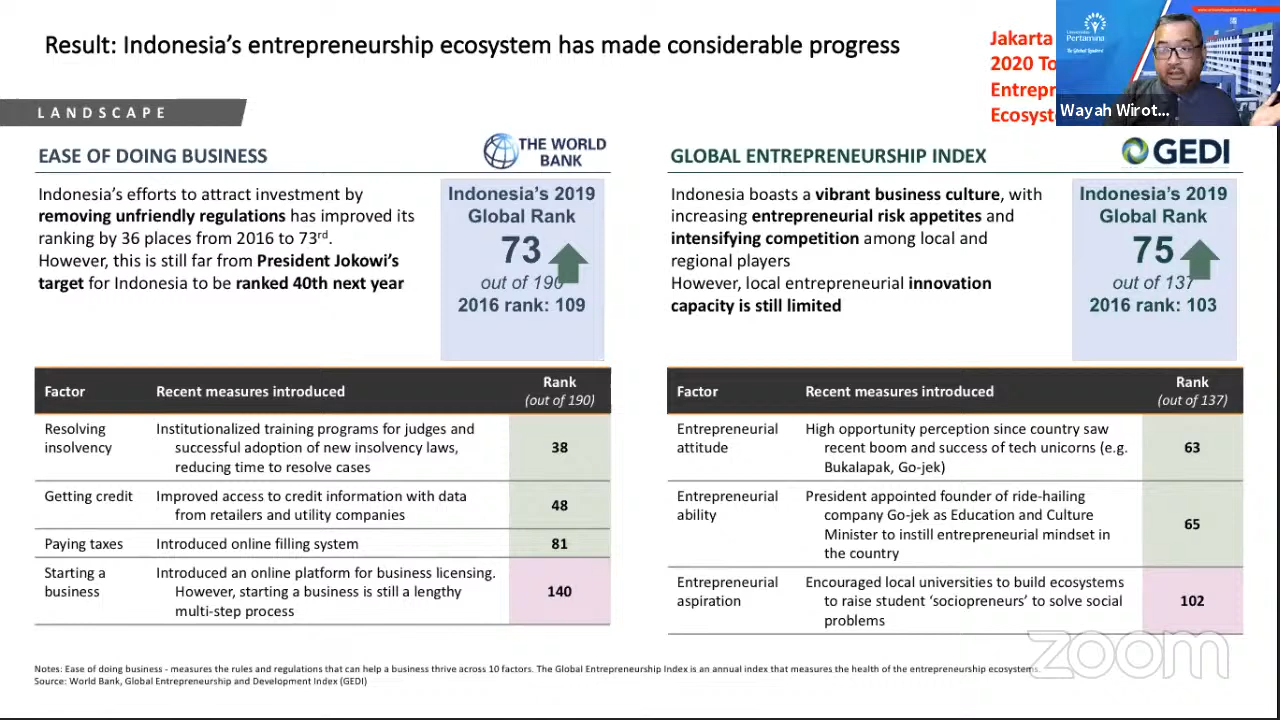 Result: Indonesia’s entrepreneurship ecosystem has made considerable progress
Jakarta
2020
Ecosyst
Universitas
Pertamina
Wayah Wirot...
LANDSCAPE
EASE OF DOING BUSINESS
THE WORLD
BANK
Indonesia’s efforts to attract investment by
removing unfriendly regulations has improved its
ranking by 36 places from 2016 to 73rd.
However, this is still far from President Jokowi’s
target for Indonesia to be ranked 40th next year
Indonesia’s 2019
Global Rank
73
out of 190
2016 rank: 109
Factor Recent measures introduced Rank
(out of 190)
Resolving
insolvency
Institutionalized training programs for judges and
successful adoption of new insolvency laws,
reducing time to resolve cases
38
Getting credit
Improved access to credit information with data
from retailers and utility companies
48
Paying taxes Introduced online filling system 81
Starting a
business
Introduced an online platform for business licensing.
However, starting a business is still a lengthy
multi-step process
140
GLOBAL ENTREPRENEURSHIP INDEX
GEDI
Indonesia boasts a vibrant business culture, with
increasing entrepreneurial risk appetites and
intensifying competition among local and
regional players
However, local entrepreneurial innovation
capacity is still limited
Indonesia’s 2019
Global Rank
75
out of 137
2016 rank: 103
Factor Recent measures introduced Rank
(out of 137)
Entrepreneurial
attitude
High opportunity perception since country saw
recent boom and success of tech unicorns (e.g.
Bukalapak, Go-jek)
63
Entrepreneurial
ability
President appointed founder of ride-hailing
company Go-jek as Education and Culture
Minister to instill entrepreneurial mindset in
the country
65
Entrepreneurial
aspiration
Encouraged local universities to build ecosystems
to raise student ‘sociopreneurs’ to solve social
problems
102
Notes: Ease of doing business - measures the rules and regulations that can help a business thrive across 10 factors. The Global Entrepreneurship Index is an annual index that measures the health of the entrepreneurship ecosystems.
Source: World Bank, Global Entrepreneurship and Development Index (GEDI)
zoom